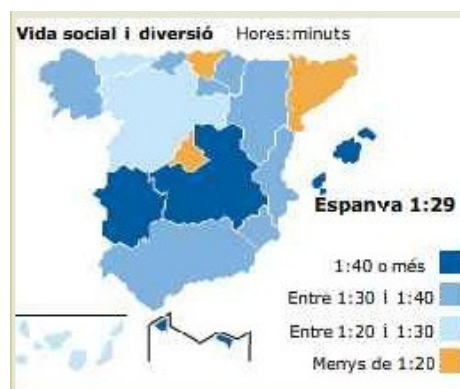 Vida social i diversió Hores:minuts
Espanva 1:29
1:40 o més
Entre 1:30 i 1:40
Entre 1:20 i 1:30
Menys de 1:20